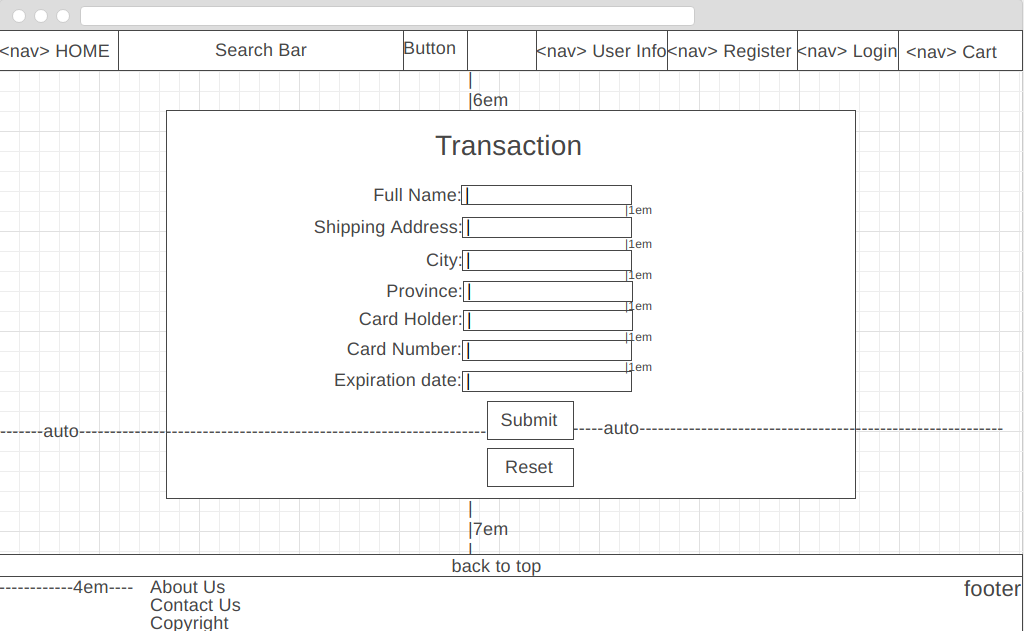 <nav> HOME
Search Bar
Button
<nav> User Info
<nav> Register
<nav> Login
<nav> Cart
|
|6em
Transaction
Full Name:|
|1em
Shipping Address:|
|1em
City:|
|1em
Province:|
|1em
Card Holder:|
|1em
Card Number:|
|1em
Expiration date:|
Submit
-------auto-----------------------------------------------------------------
-----auto------------------------------------------------------------
Reset
|
|7em
|
back to top
------------4em----
About Us
footer
Contact Us
Copyright